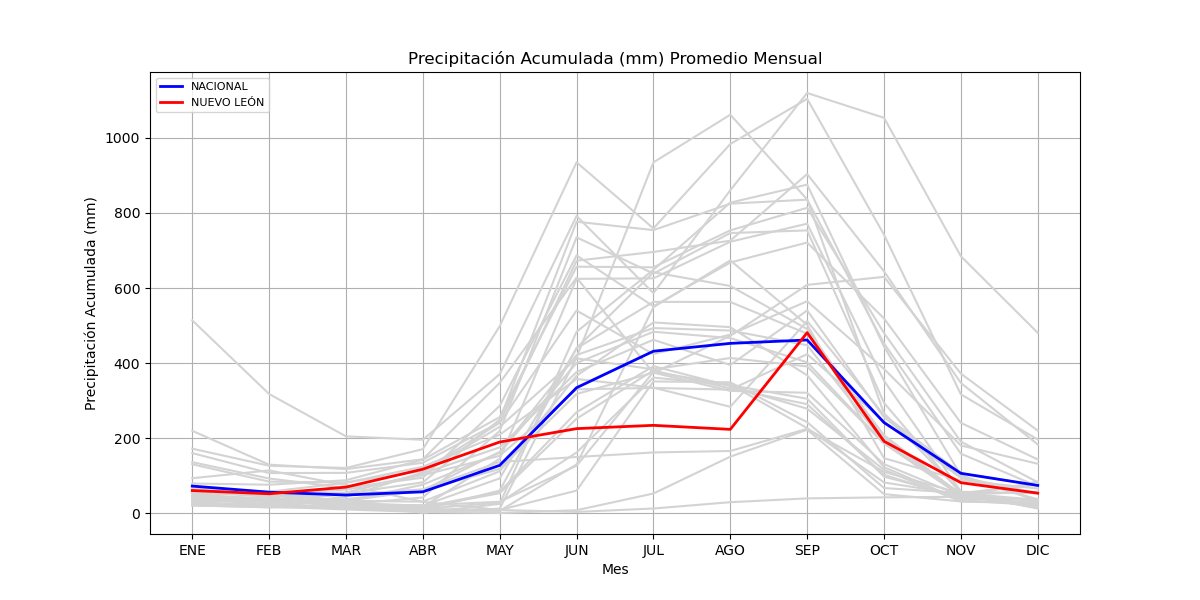 Precipitación Acumulada (mm) Promedio Mensual
NACIONAL
NUEVO LEÓN
Precipitación Acumulada (mm)
1000
800
600
400
200
0
ENE FEB MAR ABR MAY JUN JUL AGO SEP OCT NOV DIC
Mes